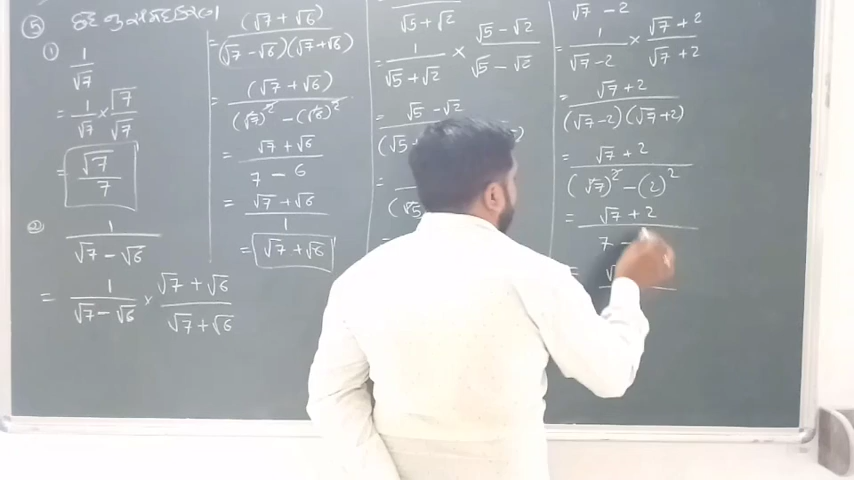 ⑤
① 1/√7
= 1/√7 × √7/√7
= √7/7
② 1/(√7 − √6)
= 1/(√7 − √6) × (√7 + √6)/(√7 + √6)
= (√7 + √6)/((√7 − √6)(√7 + √6))
= (√7 + √6)/((√7)² − (√6)²)
= (√7 + √6)/(7 − 6)
= (√7 + √6)/1
= √7 + √6
√5 + √2
= 1/(√5 + √2) × (√5 − √2)/(√5 − √2)
= √5 − √2
(√5
=
(√5
=
√7 − 2
= 1/(√7 − 2) × (√7 + 2)/(√7 + 2)
= (√7 + 2)/((√7 − 2)(√7 + 2))
= (√7 + 2)/((√7)² − (2)²)
= √7 + 2
7 −
=